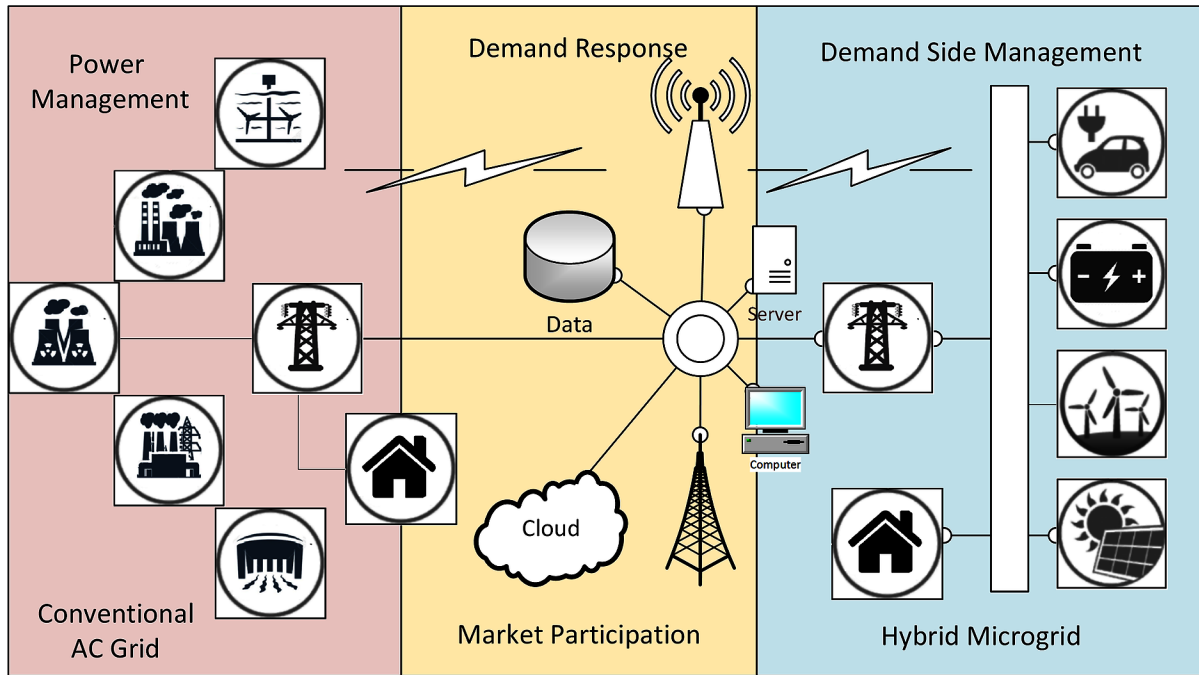 Power
Management
Demand Response
Demand Side Management
Data
Server
Computer
Cloud
Conventional
AC Grid
Market Participation
Hybrid Microgrid